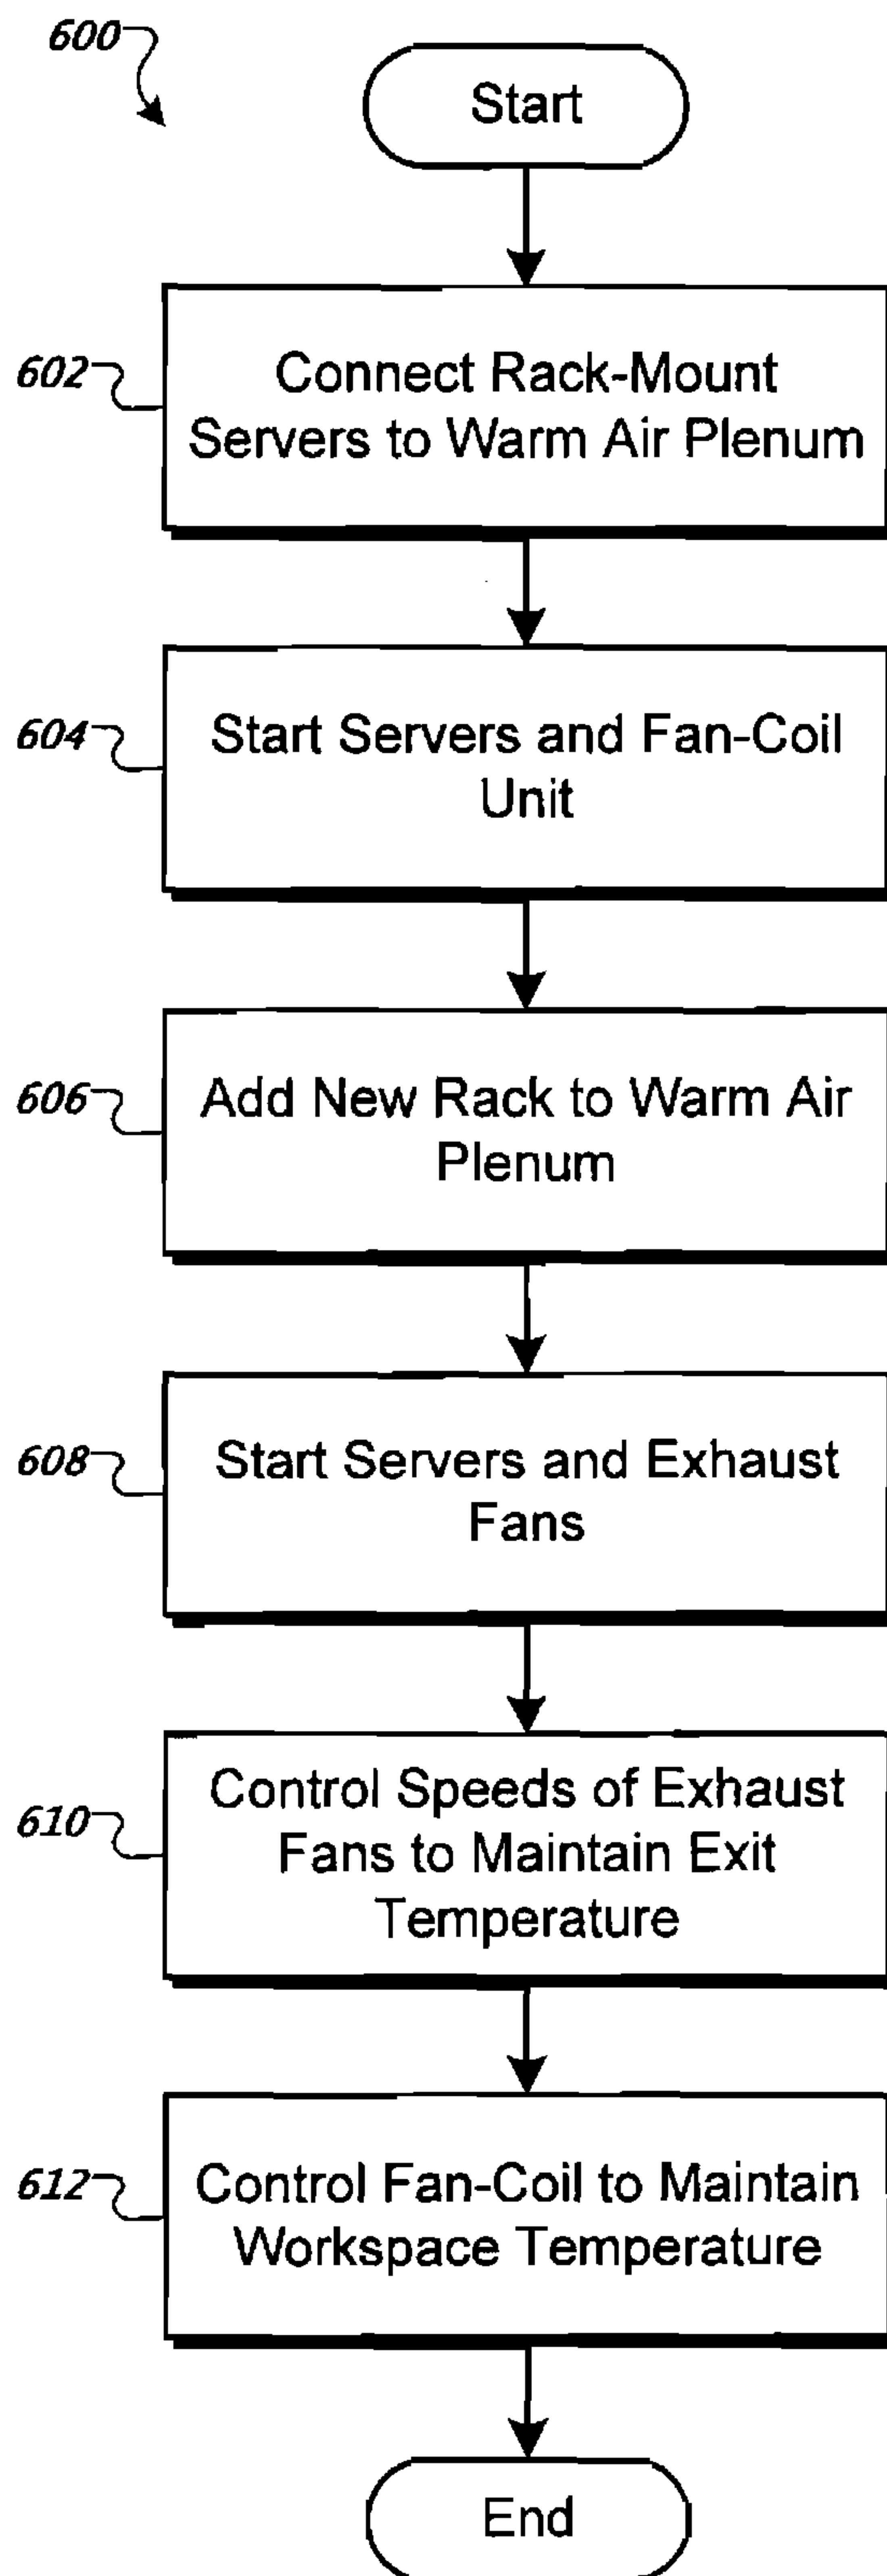 600
Start
602
Connect Rack-Mount
Servers to Warm Air Plenum
604
Start Servers and Fan-Coil
Unit
606
Add New Rack to Warm Air
Plenum
608
Start Servers and Exhaust
Fans
610
Control Speeds of Exhaust
Fans to Maintain Exit
Temperature
612
Control Fan-Coil to Maintain
Workspace Temperature
End